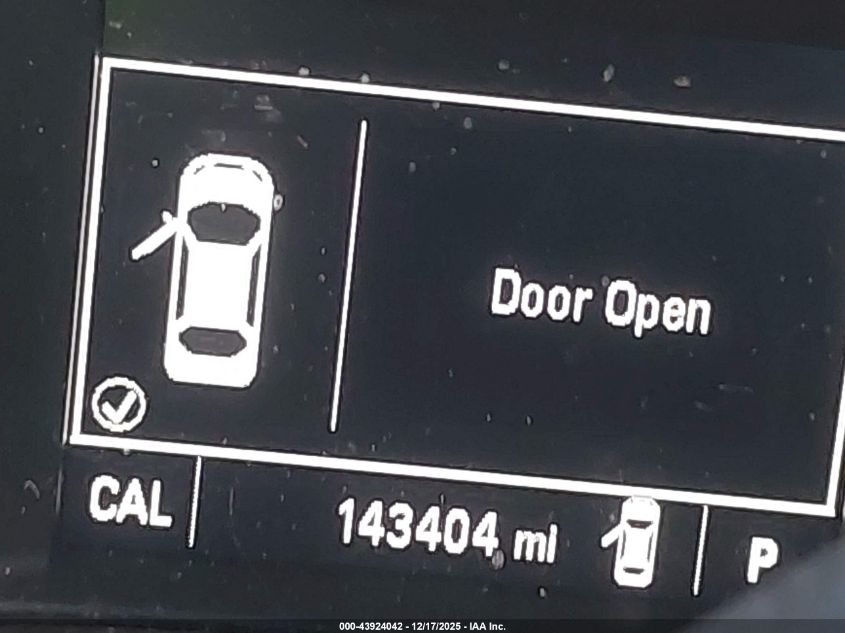 Door Open
CAL 143404 mi P
000-43924042 - 12/17/2025 - IAA Inc.